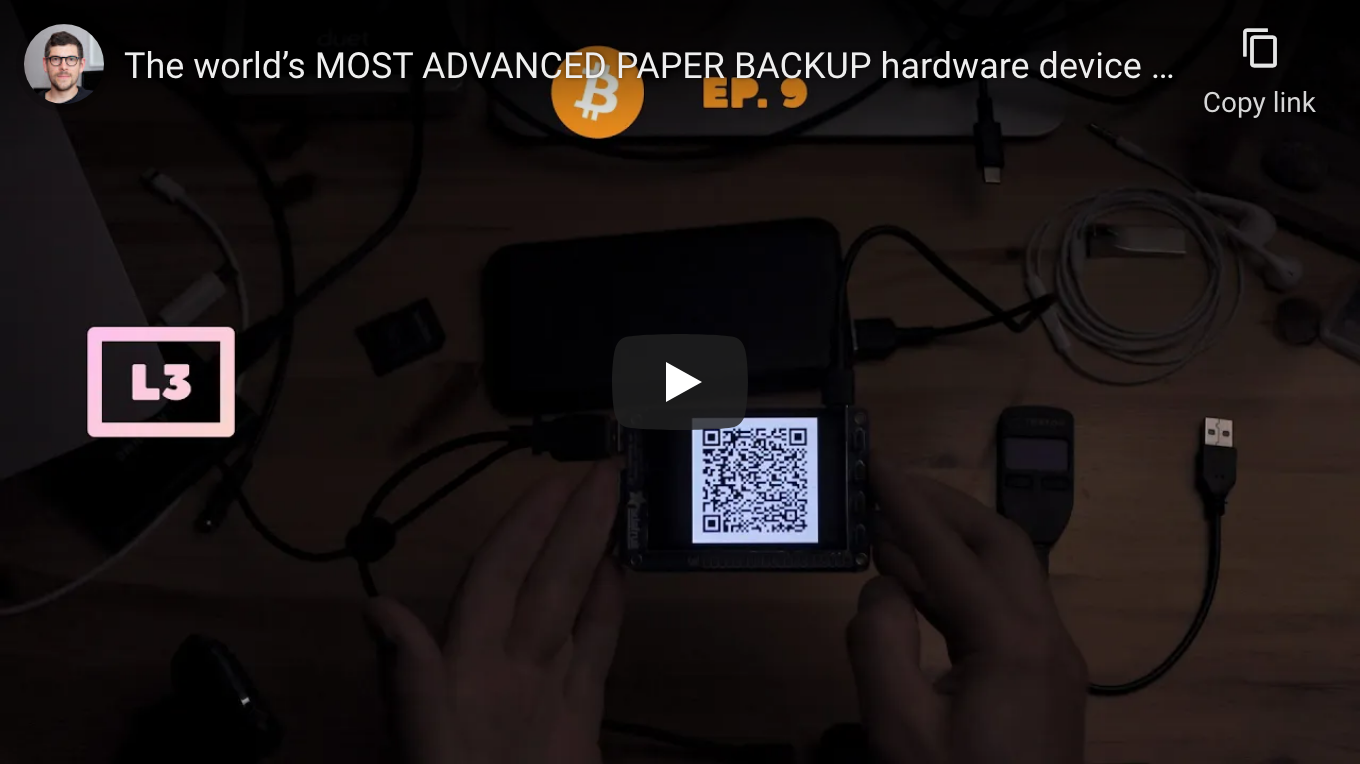 The world’s MOST ADVANCED PAPER BACKUP hardware device ...
Copy link
EP. 9
L3